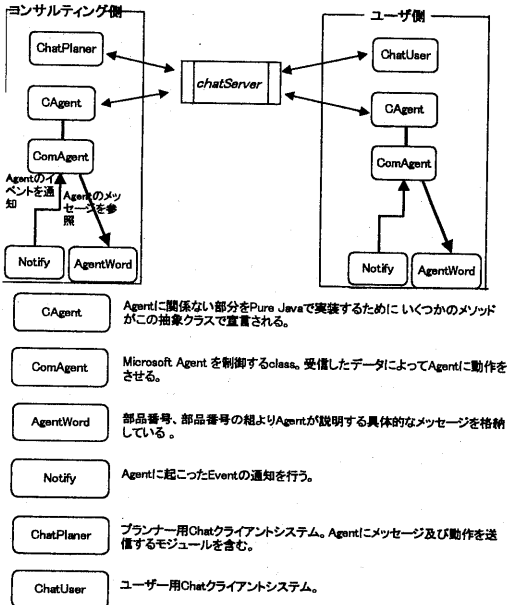 コンサルティング側
ユーザ側
ChatPlaner
chatServer
ChatUser
CAgent
CAgent
ComAgent
ComAgent
Agentのイ
ベントを通
知
Agentのメッ
セージを参
照
Notify
AgentWord
Notify
AgentWord
CAgent
Agentに関係ない部分をPure Javaで実装するために いくつかのメソッド
がこの抽象クラスで宣言される。
ComAgent
Microsoft Agent を制御するclass。受信したデータによってAgentに動作を
させる。
AgentWord
部品番号、部品番号の組よりAgentが説明する具体的なメッセージを格納
している 。
Notify
Agentに起こったEventの通知を行う。
ChatPlaner
プランナー用Chatクライアントシステム。Agentにメッセージ及び動作を送
信するモジュールを含む。
ChatUser
ユーザー用Chatクライアントシステム。